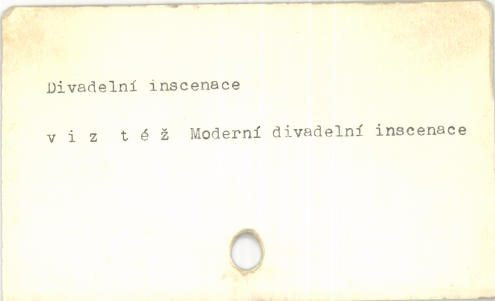 Divadelní inscenace
v i z t é ž Moderní divadelní inscenace